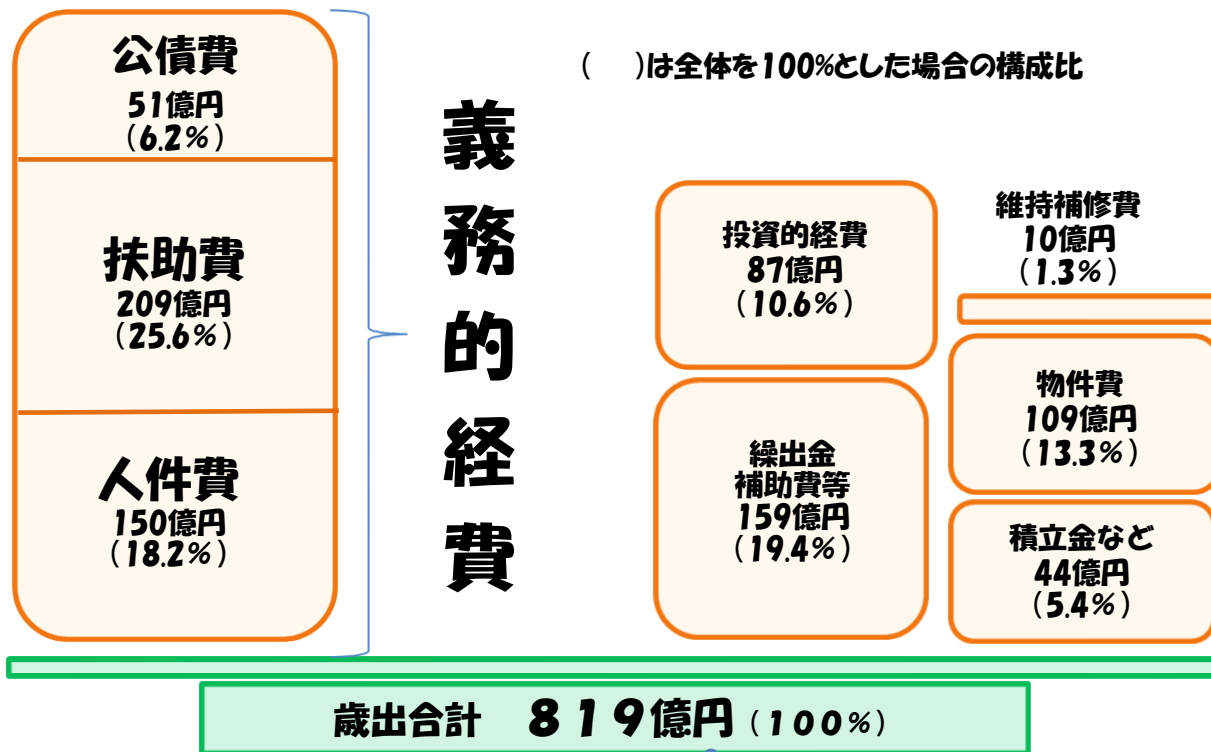 公債費
51億円
(6.2%)
扶助費
209億円
(25.6%)
人件費
150億円
(18.2%)
義務的経費
(　)は全体を100%とした場合の構成比
投資的経費
87億円
(10.6%)
繰出金
補助費等
159億円
(19.4%)
維持補修費
10億円
(1.3%)
物件費
109億円
(13.3%)
積立金など
44億円
(5.4%)
歳出合計　819億円(100%)